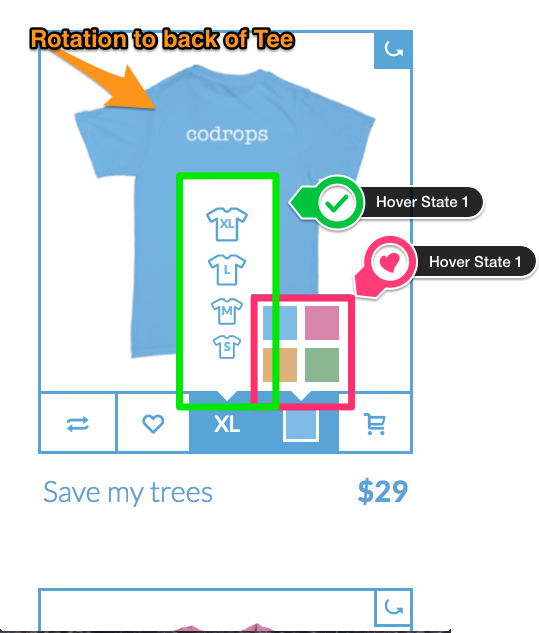 Rotation to back of Tee
codrops
XL
Hover State 1
L
Hover State 1
M
S
XL
Save my trees
$29